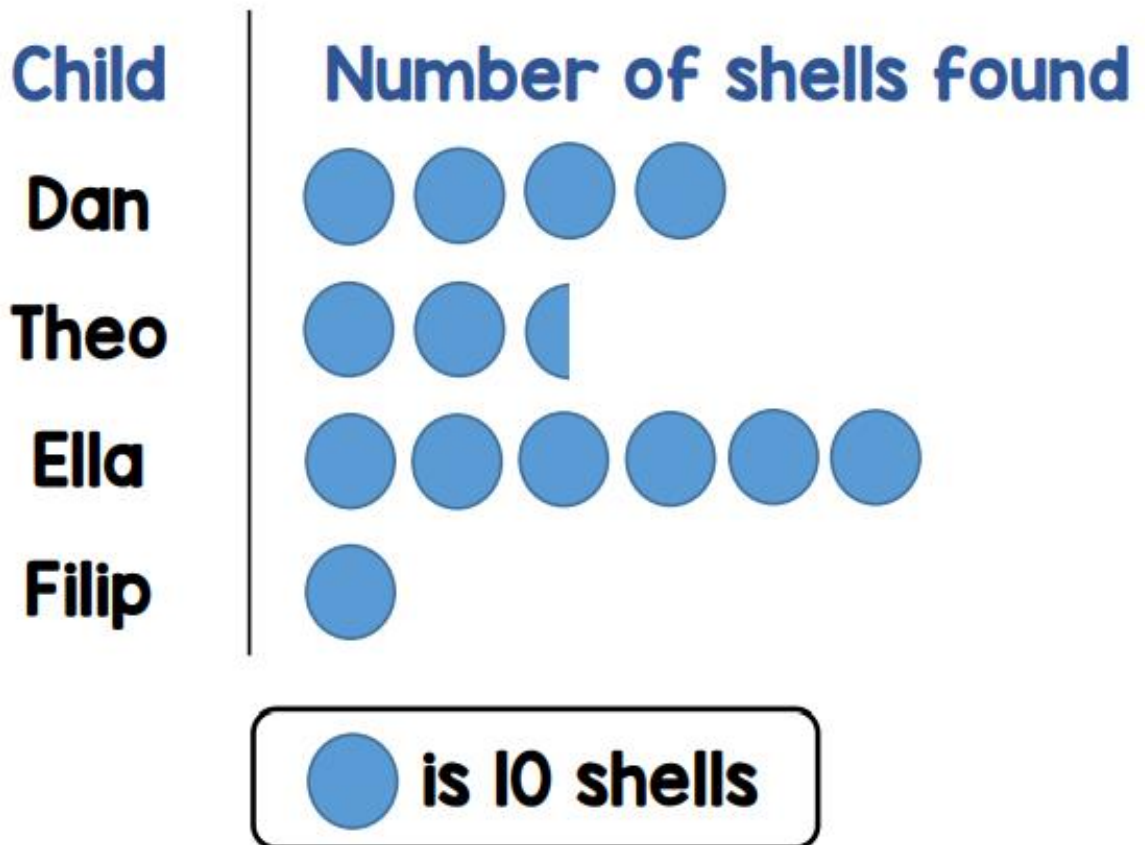 Child Number of shells found
Dan
Theo
Ella
Filip
is 10 shells